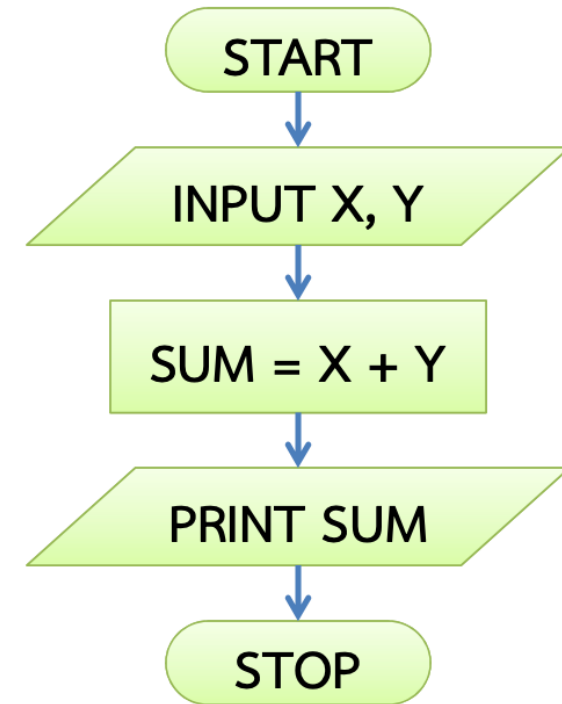 START
INPUT X, Y
SUM = X + Y
PRINT SUM
STOP